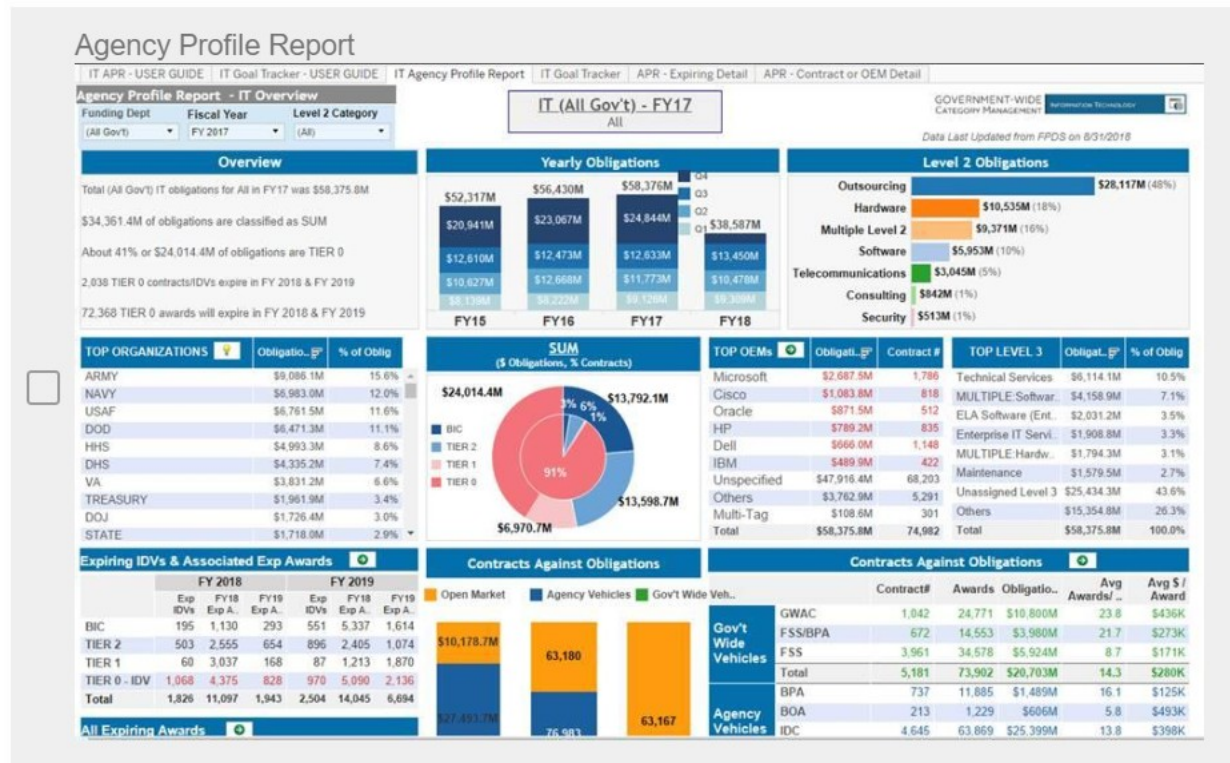 Agency Profile Report
IT APR - USER GUIDE IT Goal Tracker - USER GUIDE IT Agency Profile Report IT Goal Tracker APR - Expiring Detail APR - Contract or OEM Detail
Agency Profile Report - IT Overview
Funding Dept Fiscal Year Level 2 Category
(All Gov't) FY 2017 (All)
IT (All Gov't) - FY17
All
GOVERNMENT-WIDE
CATEGORY MANAGEMENT
INFORMATION TECHNOLOGY
Data Last Updated from FPDS on 8/31/2018
Overview
Total (All Gov't) IT obligations for All in FY17 was $58,375.8M
$34,361.4M of obligations are classified as SUM
About 41% or $24,014.4M of obligations are TIER 0
2,038 TIER 0 contracts/IDVs expire in FY 2018 & FY 2019
72,368 TIER 0 awards will expire in FY 2018 & FY 2019
Yearly Obligations
$52,317M $56,430M $58,376M $38,587M
Q4
Q3
Q2
Q1
$20,941M $23,067M $24,844M
$12,610M $12,473M $12,633M $13,450M
$10,627M $12,668M $11,773M $10,478M
$8,139M $8,222M $9,126M $9,309M
FY15 FY16 FY17 FY18
Level 2 Obligations
Outsourcing $28,117M (48%)
Hardware $10,535M (18%)
Multiple Level 2 $9,371M (16%)
Software $5,953M (10%)
Telecommunications $3,045M (5%)
Consulting $842M (1%)
Security $513M (1%)
TOP ORGANIZATIONS Obligatio.. % of Oblig
ARMY $9,086.1M 15.6%
NAVY $6,983.0M 12.0%
USAF $6,761.5M 11.6%
DOD $6,471.3M 11.1%
HHS $4,993.3M 8.6%
DHS $4,335.2M 7.4%
VA $3,831.2M 6.6%
TREASURY $1,961.9M 3.4%
DOJ $1,726.4M 3.0%
STATE $1,718.0M 2.9%
SUM
($ Obligations, % Contracts)
$24,014.4M 3% 6% $13,792.1M
1%
BIC
TIER 2
TIER 1
TIER 0
91%
$13,598.7M
$6,970.7M
TOP OEMs Obligati.. Contract #
Microsoft $2,687.5M 1,786
Cisco $1,083.8M 818
Oracle $871.5M 512
HP $789.2M 835
Dell $666.0M 1,148
IBM $489.9M 422
Unspecified $47,916.4M 68,203
Others $3,762.9M 5,291
Multi-Tag $108.6M 301
Total $58,375.8M 74,982
TOP LEVEL 3 Obligat.. % of Oblig
Technical Services $6,114.1M 10.5%
MULTIPLE:Softwar.. $4,158.9M 7.1%
ELA Software (Ent.. $2,031.2M 3.5%
Enterprise IT Servi.. $1,908.8M 3.3%
MULTIPLE:Hardw.. $1,794.3M 3.1%
Maintenance $1,579.5M 2.7%
Unassigned Level 3 $25,434.3M 43.6%
Others $15,354.8M 26.3%
Total $58,375.8M 100.0%
Expiring IDVs & Associated Exp Awards
FY 2018 FY 2019
Exp IDVs FY18 Exp A.. FY19 Exp A.. Exp IDVs FY18 Exp A.. FY19 Exp A..
BIC 195 1,130 293 551 5,337 1,614
TIER 2 503 2,555 654 896 2,405 1,074
TIER 1 60 3,037 168 87 1,213 1,870
TIER 0 - IDV 1,068 4,375 828 970 5,090 2,136
Total 1,826 11,097 1,943 2,504 14,045 6,694
All Expiring Awards
Contracts Against Obligations
Open Market Agency Vehicles Gov't Wide Veh..
$10,178.7M 63,180
$27,493.7M 76,983 63,167
Contracts Against Obligations
Contract# Awards Obligatio.. Avg Awards/ .. Avg $ / Award
Gov't Wide Vehicles
GWAC 1,042 24,771 $10,800M 23.8 $436K
FSS/BPA 672 14,553 $3,980M 21.7 $273K
FSS 3,961 34,578 $5,924M 8.7 $171K
Total 5,181 73,902 $20,703M 14.3 $280K
Agency Vehicles
BPA 737 11,885 $1,489M 16.1 $125K
BOA 213 1,229 $606M 5.8 $493K
IDC 4,645 63,869 $25,399M 13.8 $398K